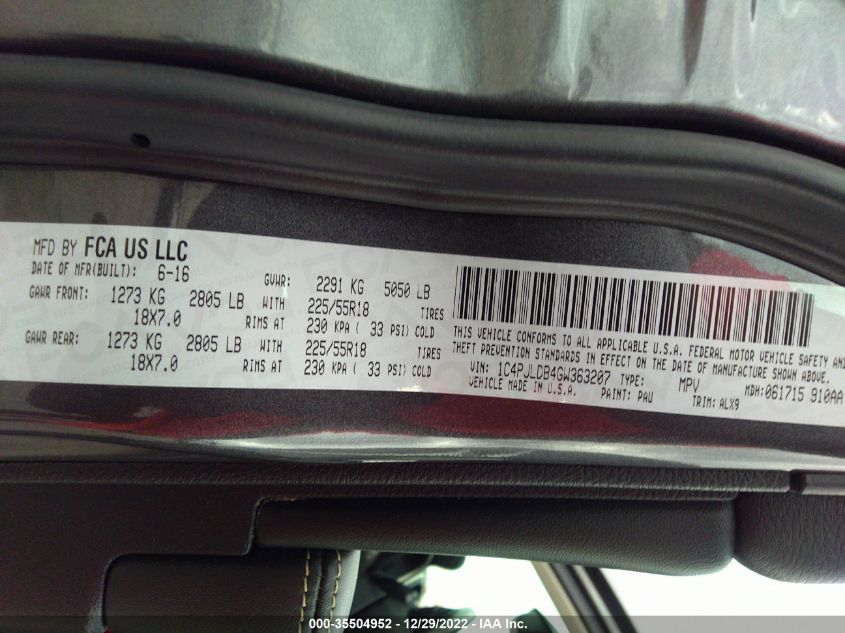 MFD BY FCA US LLC
DATE OF MFR(BUILT): 6-16 GVWR: 2291 KG 5050 LB
GAWR FRONT: 1273 KG 2805 LB WITH 225/55R18 TIRES
18X7.0 RIMS AT 230 KPA ( 33 PSI) COLD
GAWR REAR: 1273 KG 2805 LB WITH 225/55R18 TIRES
18X7.0 RIMS AT 230 KPA ( 33 PSI) COLD
THIS VEHICLE CONFORMS TO ALL APPLICABLE U.S.A. FEDERAL MOTOR VEHICLE SAFETY AND
THEFT PREVENTION STANDARDS IN EFFECT ON THE DATE OF MANUFACTURE SHOWN ABOVE.
VIN: 1C4PJLDB4GW363207 TYPE: MPV MDH:061715 910AA
VEHICLE MADE IN U.S.A. PAINT: PAU TRIM: ALX9
000-35504952 - 12/29/2022 - IAA Inc.